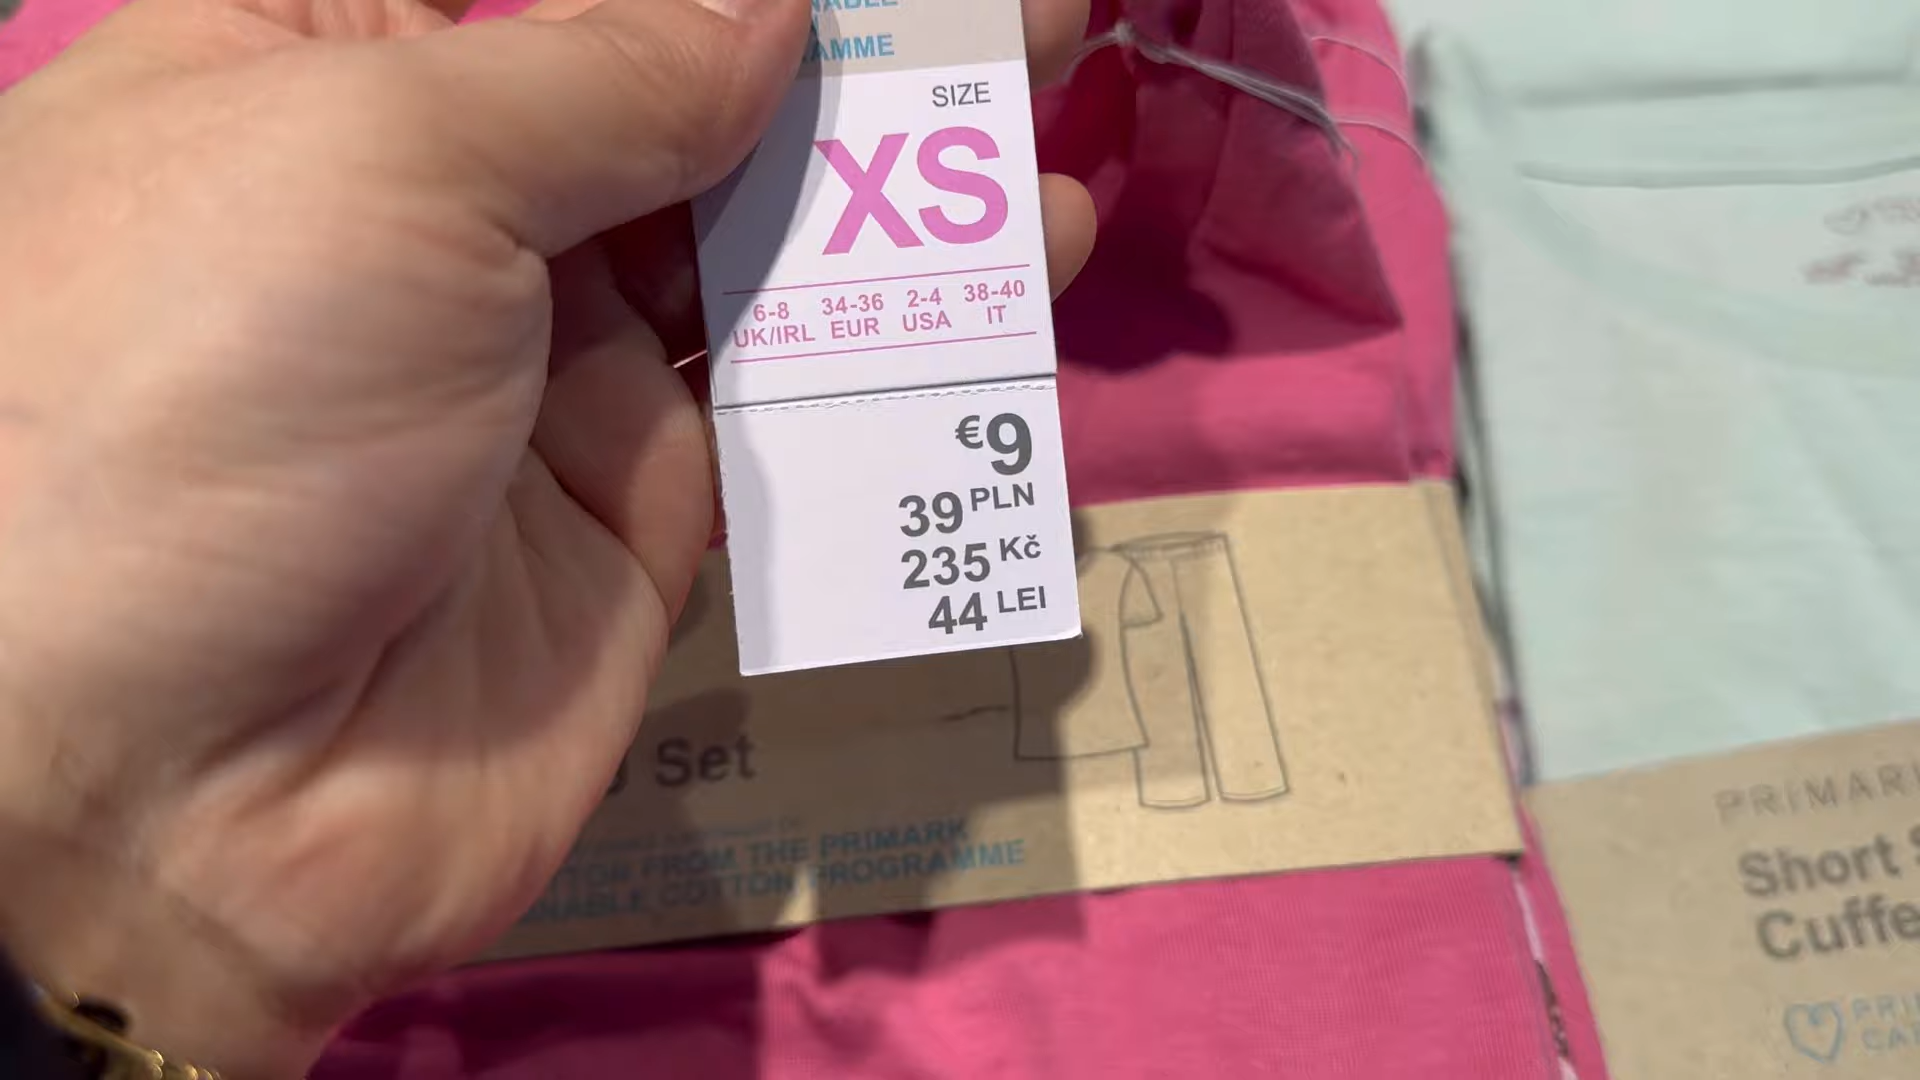 AMME
SIZE
XS
6-8 34-36 2-4 38-40
UK/IRL EUR USA IT
€9
39 PLN
235 Kč
44 LEI
Set
FROM THE PRIMARK
COTTON PROGRAMME
PRIMARK
Short
Cuffe